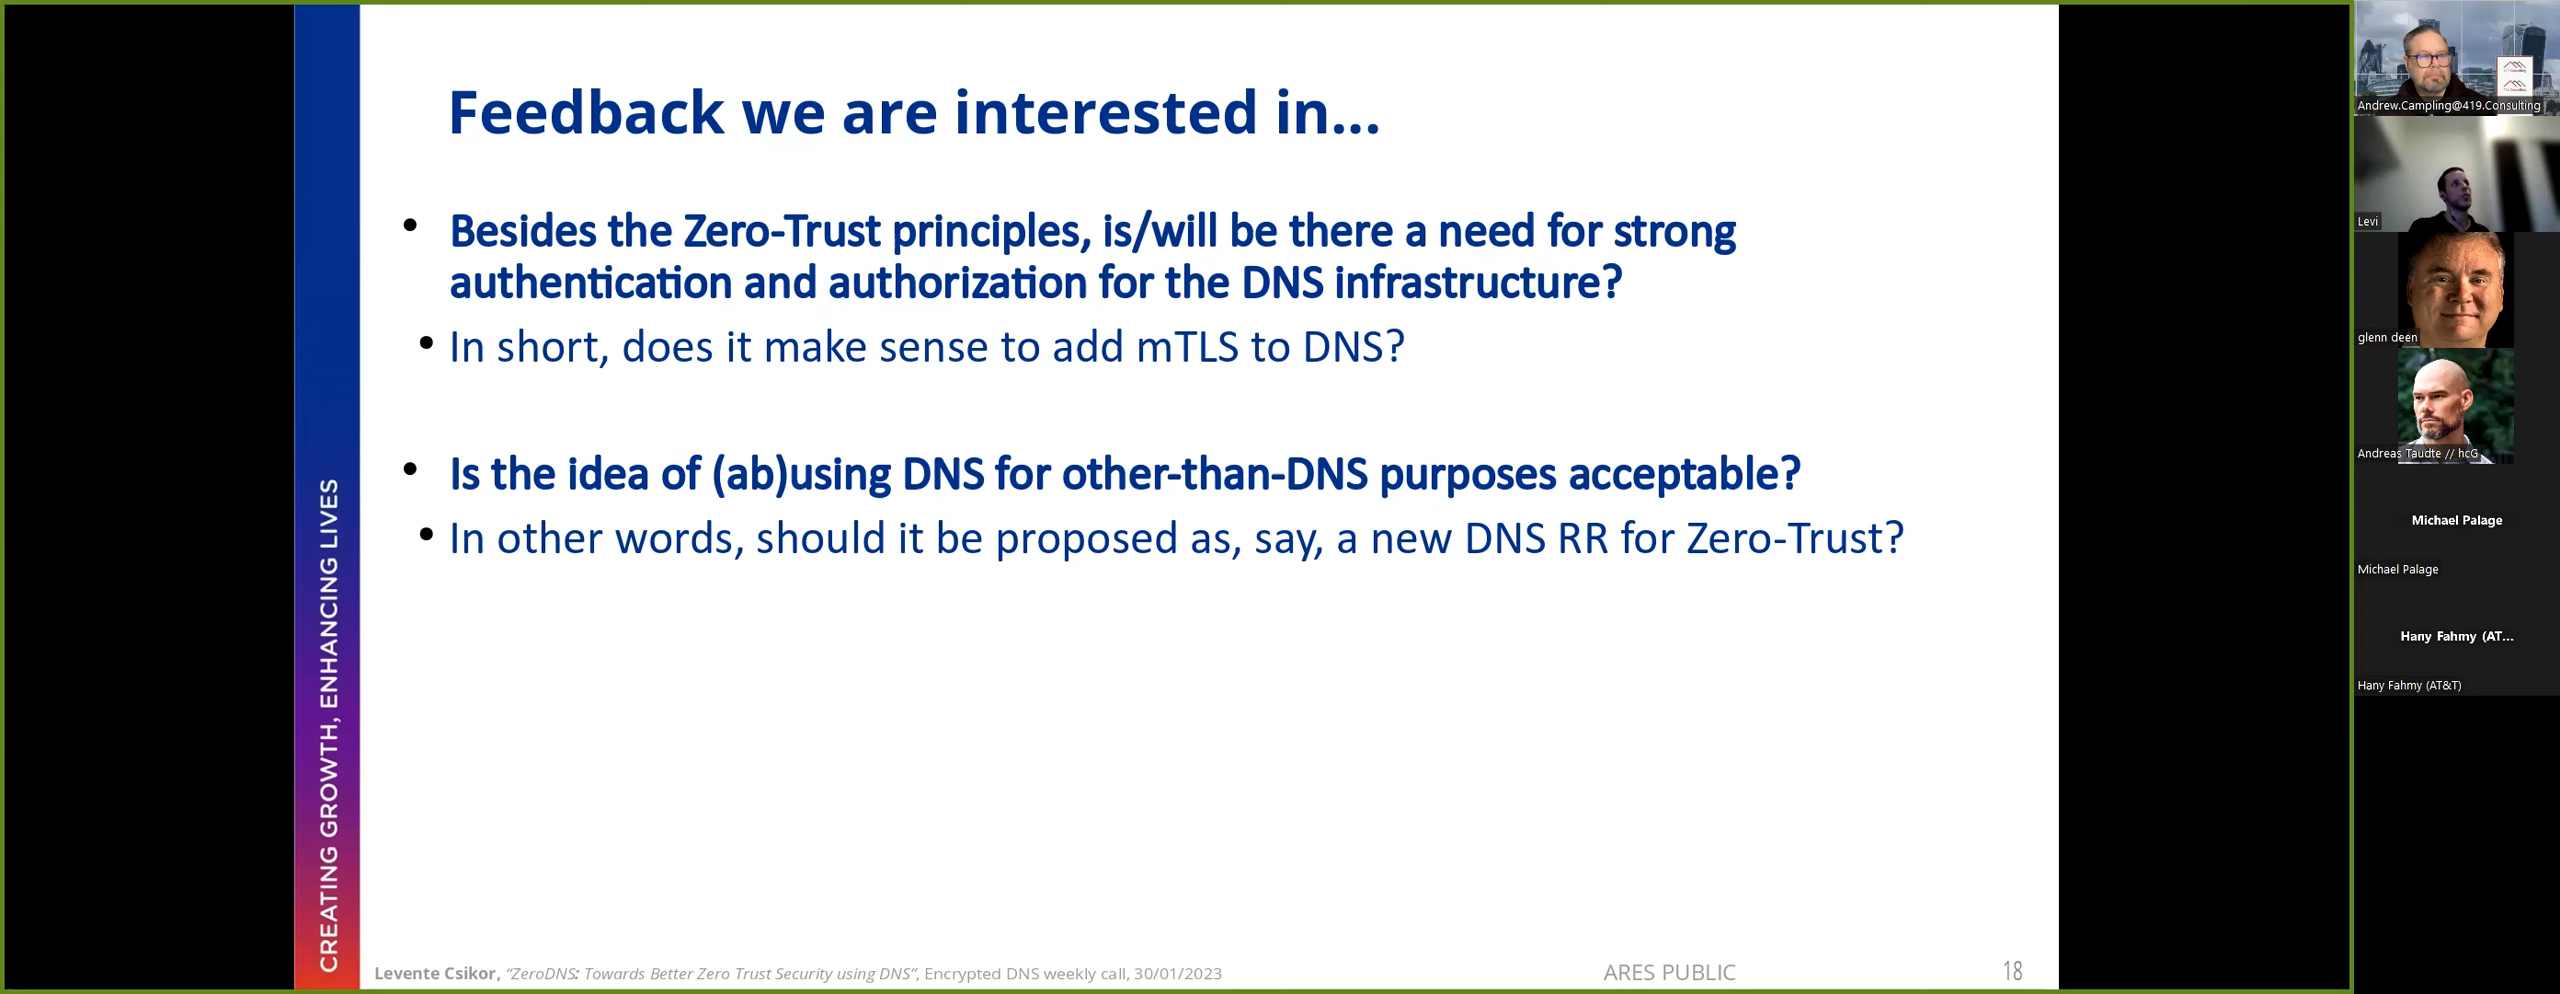 Feedback we are interested in...
Besides the Zero-Trust principles, is/will be there a need for strong
authentication and authorization for the DNS infrastructure?
In short, does it make sense to add mTLS to DNS?
Is the idea of (ab)using DNS for other-than-DNS purposes acceptable?
In other words, should it be proposed as, say, a new DNS RR for Zero-Trust?
CREATING GROWTH, ENHANCING LIVES
Levente Csikor, “ZeroDNS: Towards Better Zero Trust Security using DNS”, Encrypted DNS weekly call, 30/01/2023
ARES PUBLIC
18
Andrew.Campling@419.Consulting
Levi
glenn deen
Andreas Taudte // hcG
Michael Palage
Michael Palage
Hany Fahmy (AT...
Hany Fahmy (AT&T)